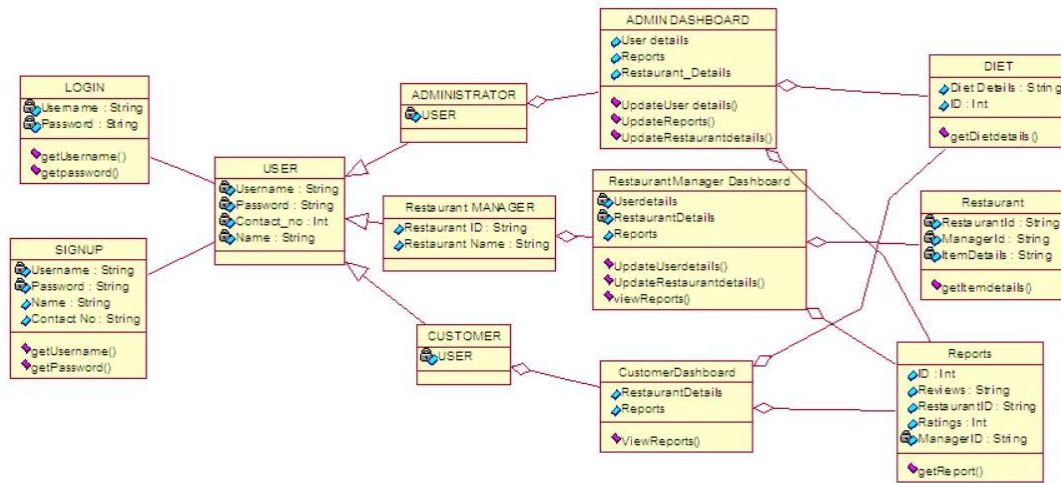 LOGIN
Username : String
Password : String
getUsername()
getpassword()
SIGNUP
Username : String
Password : String
Name : String
Contact No : String
getUsername()
getPassword()
USER
Username : String
Password : String
Contact_no : Int
Name : String
ADMINISTRATOR
USER
Restaurant MANAGER
Restaurant ID : String
Restaurant Name : String
CUSTOMER
USER
ADMIN DASHBOARD
User details
Reports
Restaurant_Details
UpdateUser details()
UpdateReports()
UpdateRestaurantdetails()
RestaurantManager Dashboard
Userdetails
RestaurantDetails
Reports
UpdateUserdetails()
UpdateRestaurantdetails()
viewReports()
CustomerDashboard
RestaurantDetails
Reports
ViewReports()
DIET
Diet Details : String
ID : Int
getDietdetails()
Restaurant
RestaurantId : String
ManagerId : String
ItemDetails : String
getItemdetails()
Reports
ID : Int
Reviews : String
RestaurantID : String
Ratings : Int
ManagerID : String
getReport()